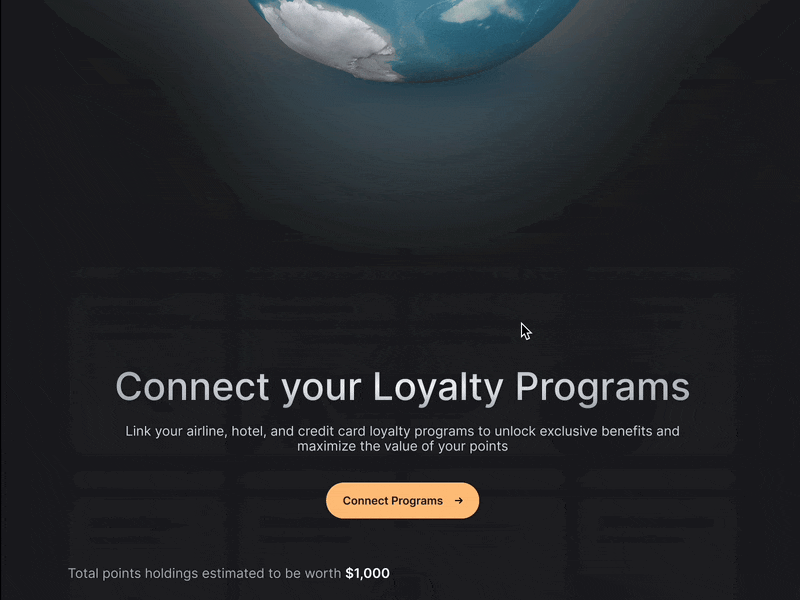 Connect your Loyalty Programs
Link your airline, hotel, and credit card loyalty programs to unlock exclusive benefits and
maximize the value of your points
Connect Programs →
Total points holdings estimated to be worth $1,000